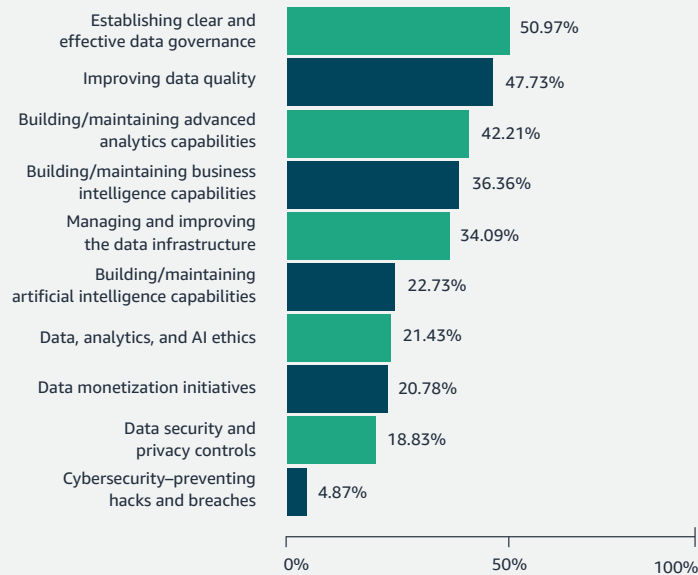 Establishing clear and
effective data governance
50.97%
Improving data quality
47.73%
Building/maintaining advanced
analytics capabilities
42.21%
Building/maintaining business
intelligence capabilities
36.36%
Managing and improving
the data infrastructure
34.09%
Building/maintaining
artificial intelligence capabilities
22.73%
Data, analytics, and AI ethics
21.43%
Data monetization initiatives
20.78%
Data security and
privacy controls
18.83%
Cybersecurity–preventing
hacks and breaches
4.87%
0%
50%
100%